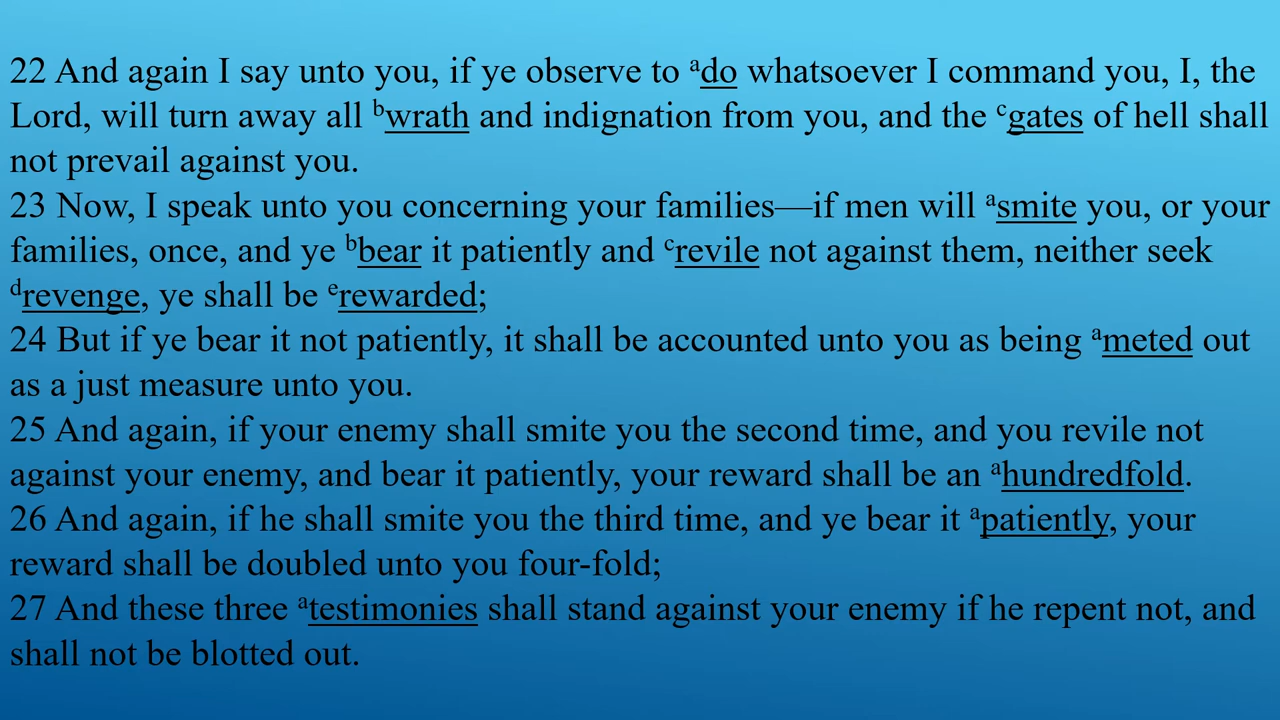 22 And again I say unto you, if ye observe to ᵃdo whatsoever I command you, I, the
Lord, will turn away all ᵇwrath and indignation from you, and the ᶜgates of hell shall
not prevail against you.
23 Now, I speak unto you concerning your families—if men will ᵃsmite you, or your
families, once, and ye ᵇbear it patiently and ᶜrevile not against them, neither seek
ᵈrevenge, ye shall be ᵉrewarded;
24 But if ye bear it not patiently, it shall be accounted unto you as being ᵃmeted out
as a just measure unto you.
25 And again, if your enemy shall smite you the second time, and you revile not
against your enemy, and bear it patiently, your reward shall be an ᵃhundredfold.
26 And again, if he shall smite you the third time, and ye bear it ᵃpatiently, your
reward shall be doubled unto you four-fold;
27 And these three ᵃtestimonies shall stand against your enemy if he repent not, and
shall not be blotted out.